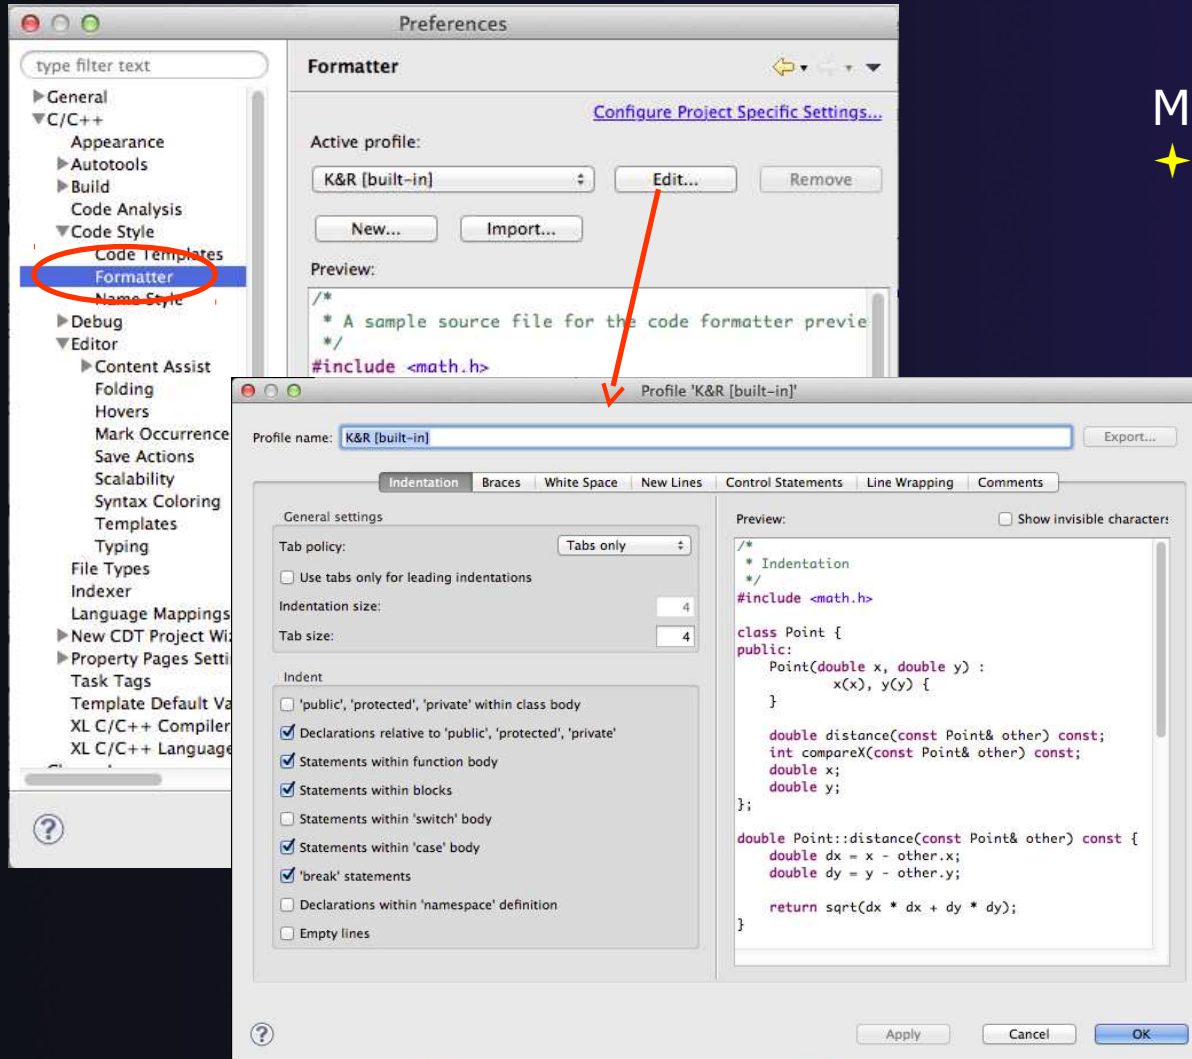 Preferences
type filter text
General
C/C++
Appearance
Autotools
Build
Code Analysis
Code Style
Code Templates
Formatter
Name Style
Debug
Editor
Content Assist
Folding
Hovers
Mark Occurrence
Save Actions
Scalability
Syntax Coloring
Templates
Typing
File Types
Indexer
Language Mappings
New CDT Project Wi
Property Pages Setti
Task Tags
Template Default Va
XL C/C++ Compiler
XL C/C++ Language
Formatter
Configure Project Specific Settings...
Active profile:
K&R [built-in] Edit... Remove
New... Import...
Preview:
/*
* A sample source file for the code formatter previe
*/
#include <math.h>
M
Profile 'K&R [built-in]'
Profile name: K&R [built-in] Export...
Indentation Braces White Space New Lines Control Statements Line Wrapping Comments
General settings
Tab policy: Tabs only
Use tabs only for leading indentations
Indentation size: 4
Tab size: 4
Indent
'public', 'protected', 'private' within class body
Declarations relative to 'public', 'protected', 'private'
Statements within function body
Statements within blocks
Statements within 'switch' body
Statements within 'case' body
'break' statements
Declarations within 'namespace' definition
Empty lines
Preview: Show invisible characters
/*
* Indentation
*/
#include <math.h>
class Point {
public:
Point(double x, double y) :
x(x), y(y) {
}
double distance(const Point& other) const;
int compareX(const Point& other) const;
double x;
double y;
};
double Point::distance(const Point& other) const {
double dx = x - other.x;
double dy = y - other.y;
return sqrt(dx * dx + dy * dy);
}
? 
? Apply Cancel OK